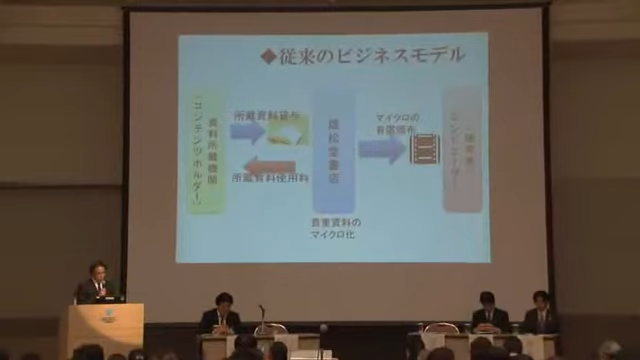 ◆従来のビジネスモデル
資料所蔵機関
(コンテンツホルダー)
所蔵資料貸与
所蔵資料使用料
雄松堂書店
貴重資料の
マイクロ化
マイクロの
有償頒布
エンドユーザー